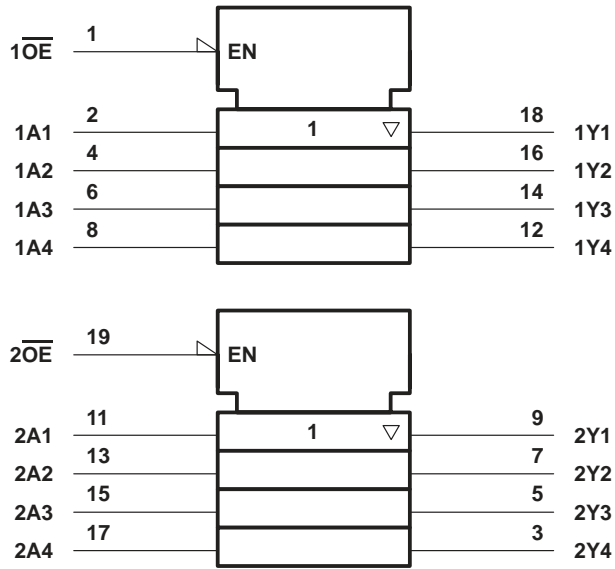 1O̅E̅ 1 EN
1A1 2 1 ▽ 18 1Y1
1A2 4 16 1Y2
1A3 6 14 1Y3
1A4 8 12 1Y4
2O̅E̅ 19 EN
2A1 11 1 ▽ 9 2Y1
2A2 13 7 2Y2
2A3 15 5 2Y3
2A4 17 3 2Y4